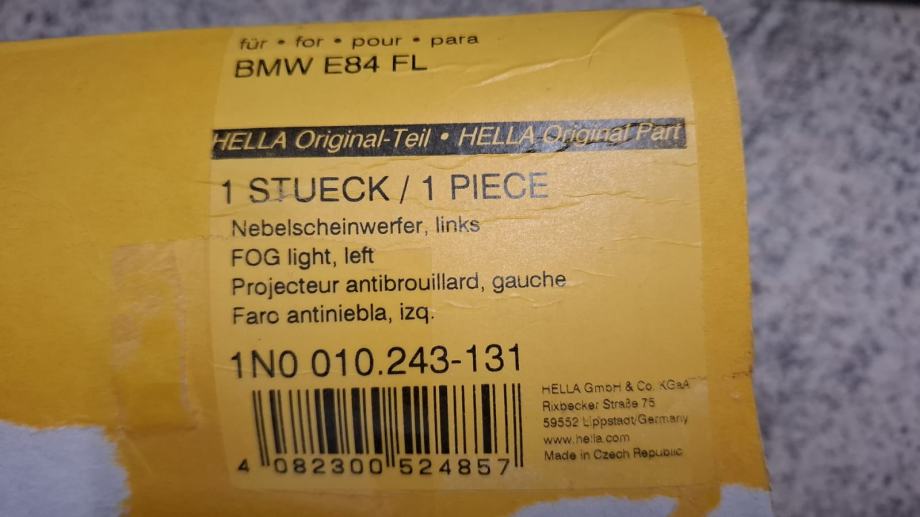 für • for • pour • para
BMW E84 FL
HELLA Original-Teil • HELLA Original Part
1 STUECK / 1 PIECE
Nebelscheinwerfer, links
FOG light, left
Projecteur antibrouillard, gauche
Faro antiniebla, izq.
1N0 010.243-131
4 082300 524857
HELLA GmbH & Co. KGaA
Rixbecker Straße 75
59552 Lippstadt/Germany
www.hella.com
Made in Czech Republic